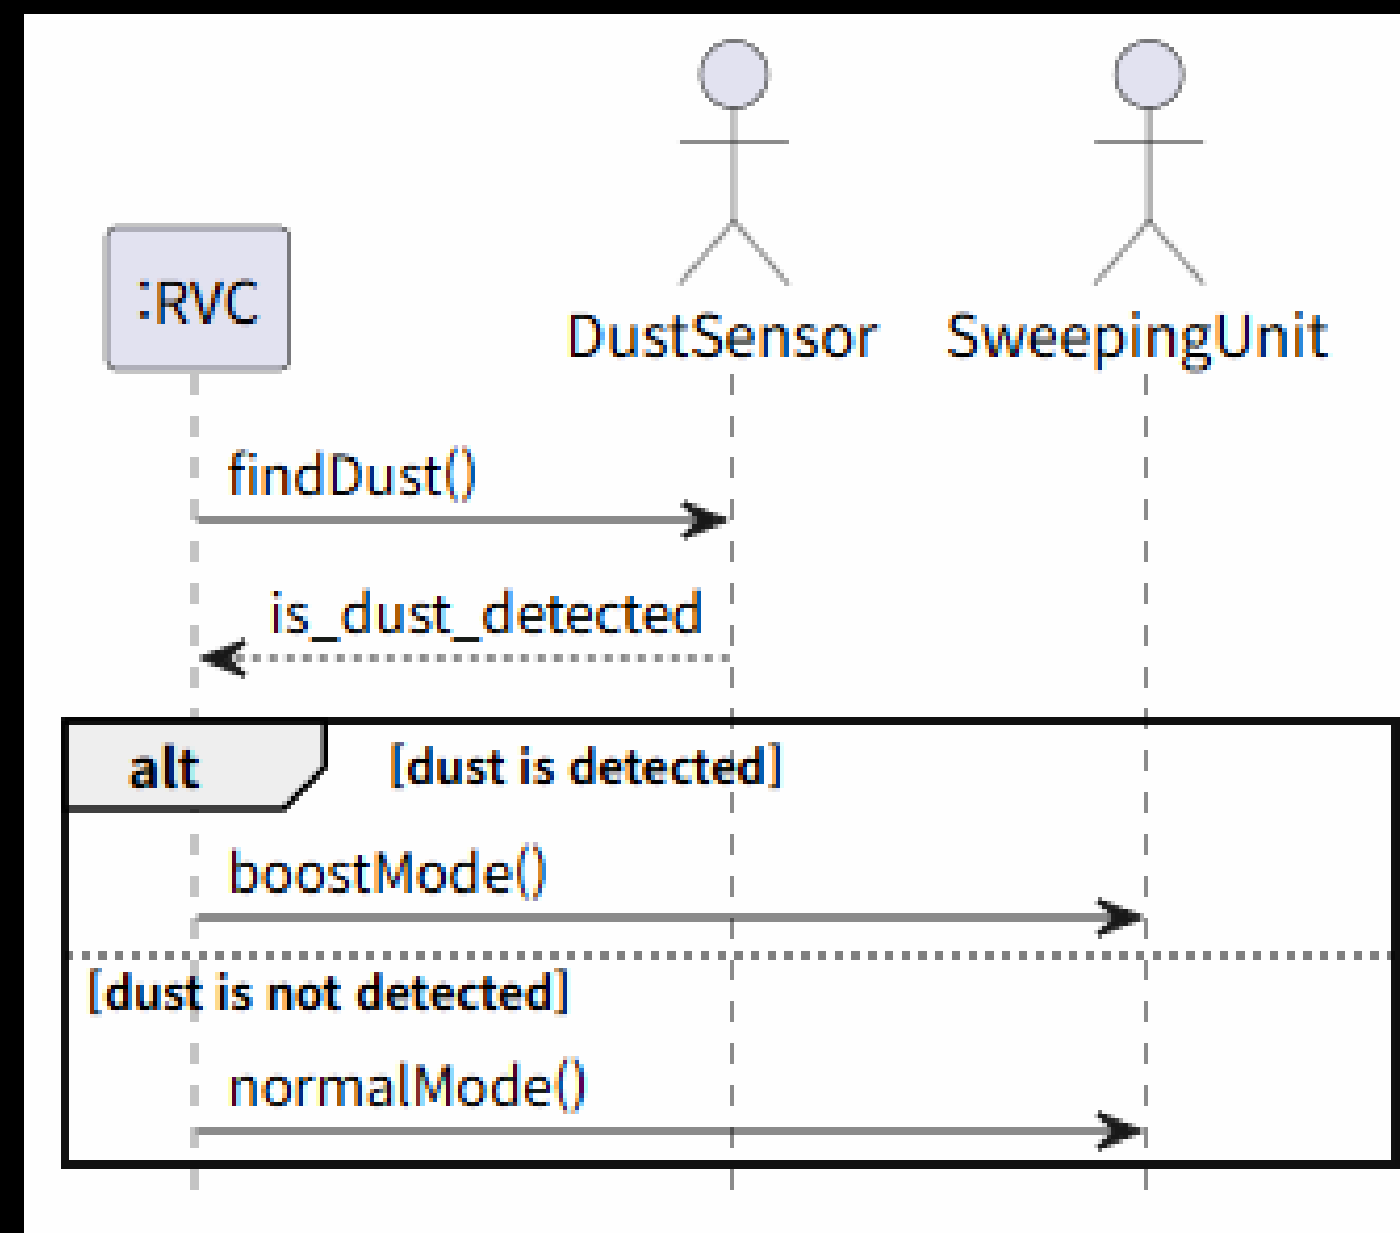 :RVC
DustSensor
SweepingUnit
findDust()
is_dust_detected
alt
[dust is detected]
boostMode()
[dust is not detected]
normalMode()